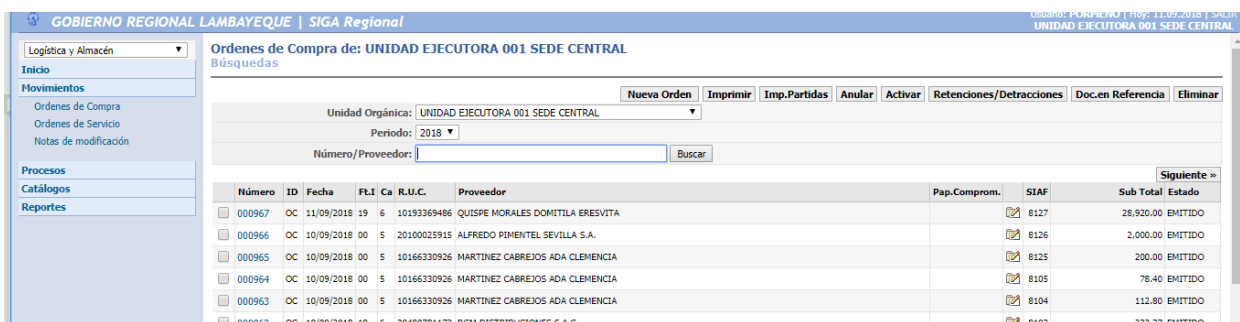 GOBIERNO REGIONAL LAMBAYEQUE | SIGA Regional
Usuario: PORMEÑO | Hoy: 11.09.2018 | SALIR
UNIDAD EJECUTORA 001 SEDE CENTRAL
Logística y Almacén
Inicio
Movimientos
Ordenes de Compra
Ordenes de Servicio
Notas de modificación
Procesos
Catálogos
Reportes
Ordenes de Compra de: UNIDAD EJECUTORA 001 SEDE CENTRAL
Búsquedas
Nueva Orden Imprimir Imp.Partidas Anular Activar Retenciones/Detracciones Doc.en Referencia Eliminar
Unidad Orgánica: UNIDAD EJECUTORA 001 SEDE CENTRAL
Periodo: 2018
Número/Proveedor: Buscar
Siguiente »
Número ID Fecha Ft.I Ca R.U.C. Proveedor Pap.Comprom. SIAF Sub Total Estado
000967 OC 11/09/2018 19 6 10193369486 QUISPE MORALES DOMITILA ERESVITA 8127 28,920.00 EMITIDO
000966 OC 10/09/2018 00 5 20100025915 ALFREDO PIMENTEL SEVILLA S.A. 8126 2,000.00 EMITIDO
000965 OC 10/09/2018 00 5 10166330926 MARTINEZ CABREJOS ADA CLEMENCIA 8125 200.00 EMITIDO
000964 OC 10/09/2018 00 5 10166330926 MARTINEZ CABREJOS ADA CLEMENCIA 8105 78.40 EMITIDO
000963 OC 10/09/2018 00 5 10166330926 MARTINEZ CABREJOS ADA CLEMENCIA 8104 112.80 EMITIDO